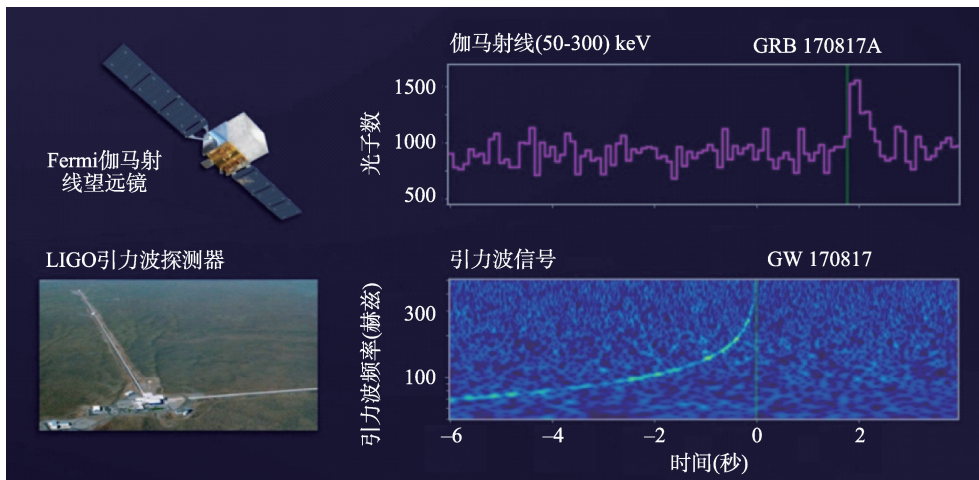 伽马射线(50-300) keV
GRB 170817A
1500
1000
500
光子数
Fermi伽马射
线望远镜
LIGO引力波探测器
引力波信号
GW 170817
300
100
引力波频率(赫兹)
–6
–4
–2
0
2
时间(秒)